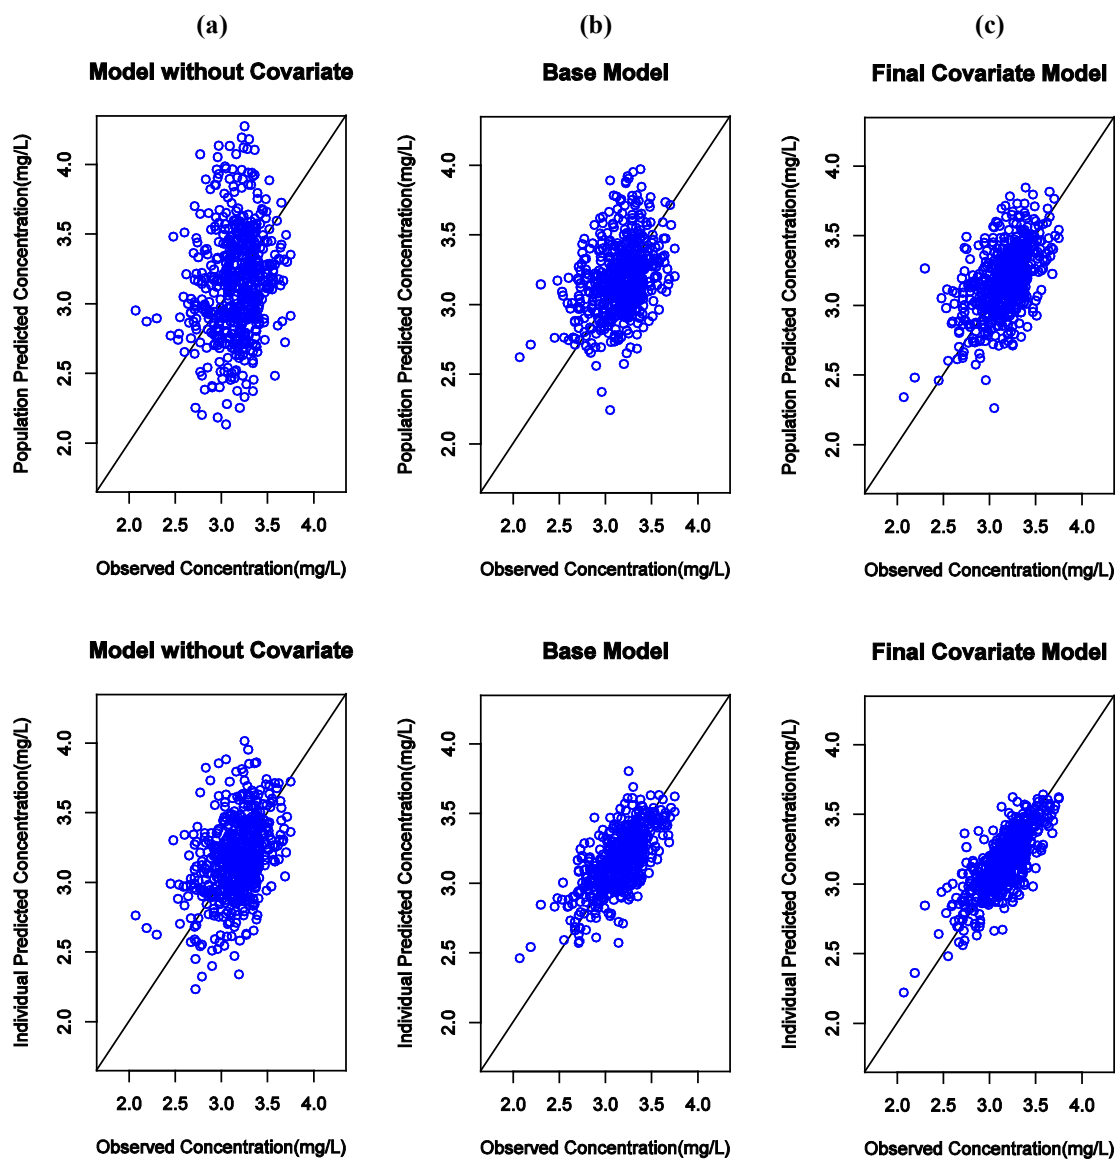 (a) (b) (c)
Model without Covariate Base Model Final Covariate Model
Population Predicted Concentration(mg/L)
4.0
3.5
3.0
2.5
2.0
2.0 2.5 3.0 3.5 4.0
Observed Concentration(mg/L)
Population Predicted Concentration(mg/L)
4.0
3.5
3.0
2.5
2.0
2.0 2.5 3.0 3.5 4.0
Observed Concentration(mg/L)
Population Predicted Concentration(mg/L)
4.0
3.5
3.0
2.5
2.0
2.0 2.5 3.0 3.5 4.0
Observed Concentration(mg/L)
Model without Covariate Base Model Final Covariate Model
Individual Predicted Concentration(mg/L)
4.0
3.5
3.0
2.5
2.0
2.0 2.5 3.0 3.5 4.0
Observed Concentration(mg/L)
Individual Predicted Concentration(mg/L)
4.0
3.5
3.0
2.5
2.0
2.0 2.5 3.0 3.5 4.0
Observed Concentration(mg/L)
Individual Predicted Concentration(mg/L)
4.0
3.5
3.0
2.5
2.0
2.0 2.5 3.0 3.5 4.0
Observed Concentration(mg/L)